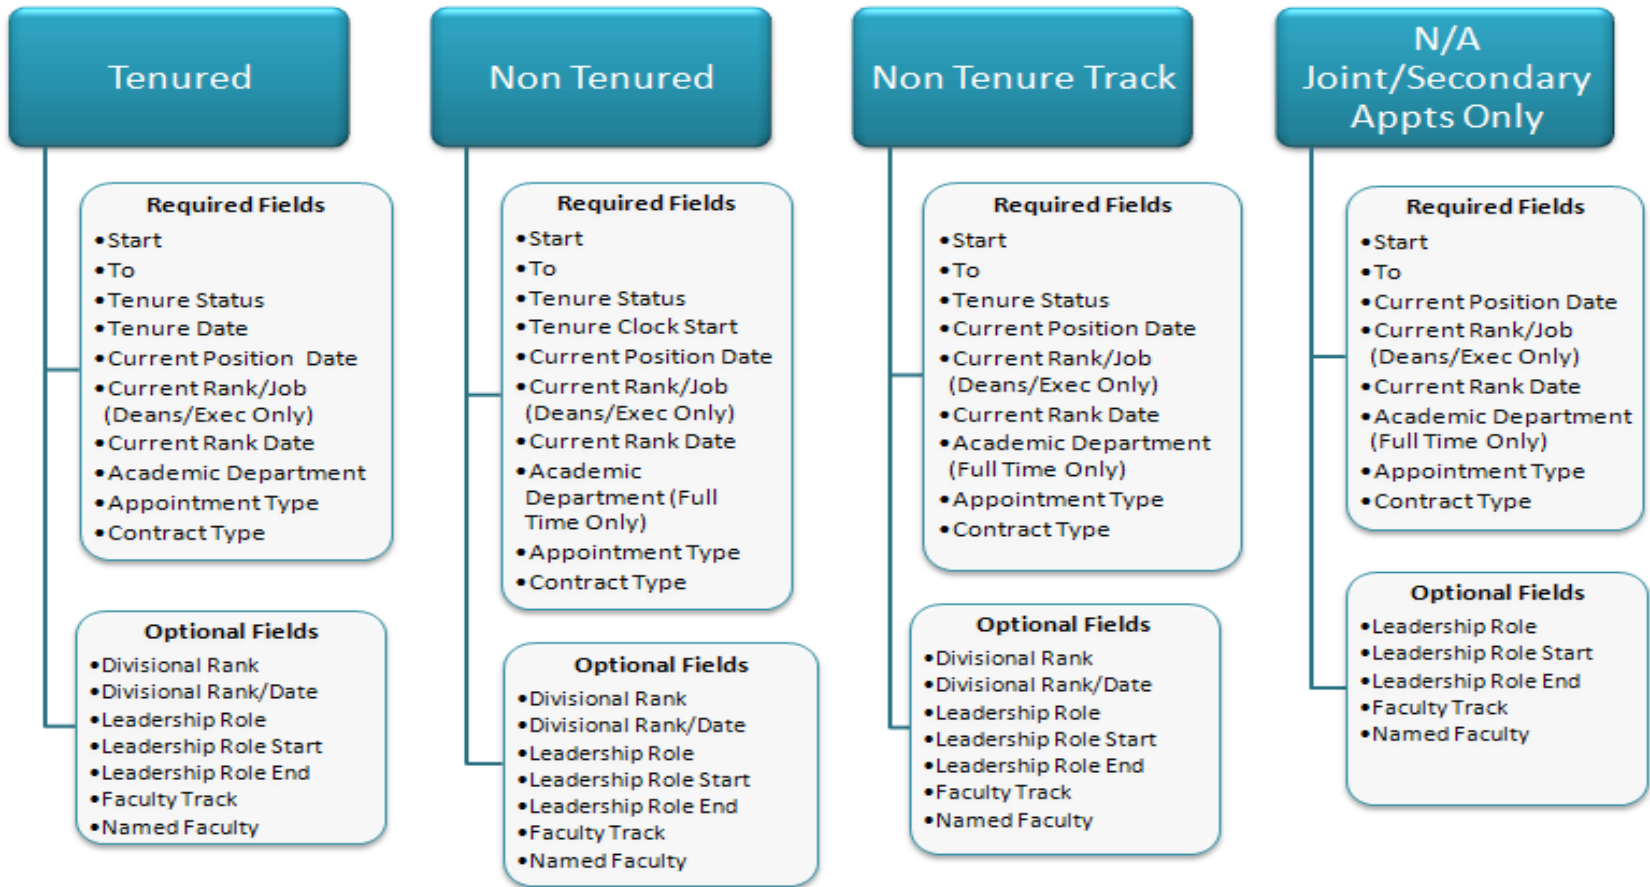 Tenured
Required Fields
•Start
•To
•Tenure Status
•Tenure Date
•Current Position Date
•Current Rank/Job
(Deans/Exec Only)
•Current Rank Date
•Academic Department
•Appointment Type
•Contract Type
Optional Fields
•Divisional Rank
•Divisional Rank/Date
•Leadership Role
•Leadership Role Start
•Leadership Role End
•Faculty Track
•Named Faculty
Non Tenured
Required Fields
•Start
•To
•Tenure Status
•Tenure Clock Start
•Current Position Date
•Current Rank/Job
(Deans/Exec Only)
•Current Rank Date
•Academic
Department (Full
Time Only)
•Appointment Type
•Contract Type
Optional Fields
•Divisional Rank
•Divisional Rank/Date
•Leadership Role
•Leadership Role Start
•Leadership Role End
•Faculty Track
•Named Faculty
Non Tenure Track
Required Fields
•Start
•To
•Tenure Status
•Current Position Date
•Current Rank/Job
(Deans/Exec Only)
•Current Rank Date
•Academic Department
(Full Time Only)
•Appointment Type
•Contract Type
Optional Fields
•Divisional Rank
•Divisional Rank/Date
•Leadership Role
•Leadership Role Start
•Leadership Role End
•Faculty Track
•Named Faculty
N/A
Joint/Secondary
Appts Only
Required Fields
•Start
•To
•Current Position Date
•Current Rank/Job
(Deans/Exec Only)
•Current Rank Date
•Academic Department
(Full Time Only)
•Appointment Type
•Contract Type
Optional Fields
•Leadership Role
•Leadership Role Start
•Leadership Role End
•Faculty Track
•Named Faculty